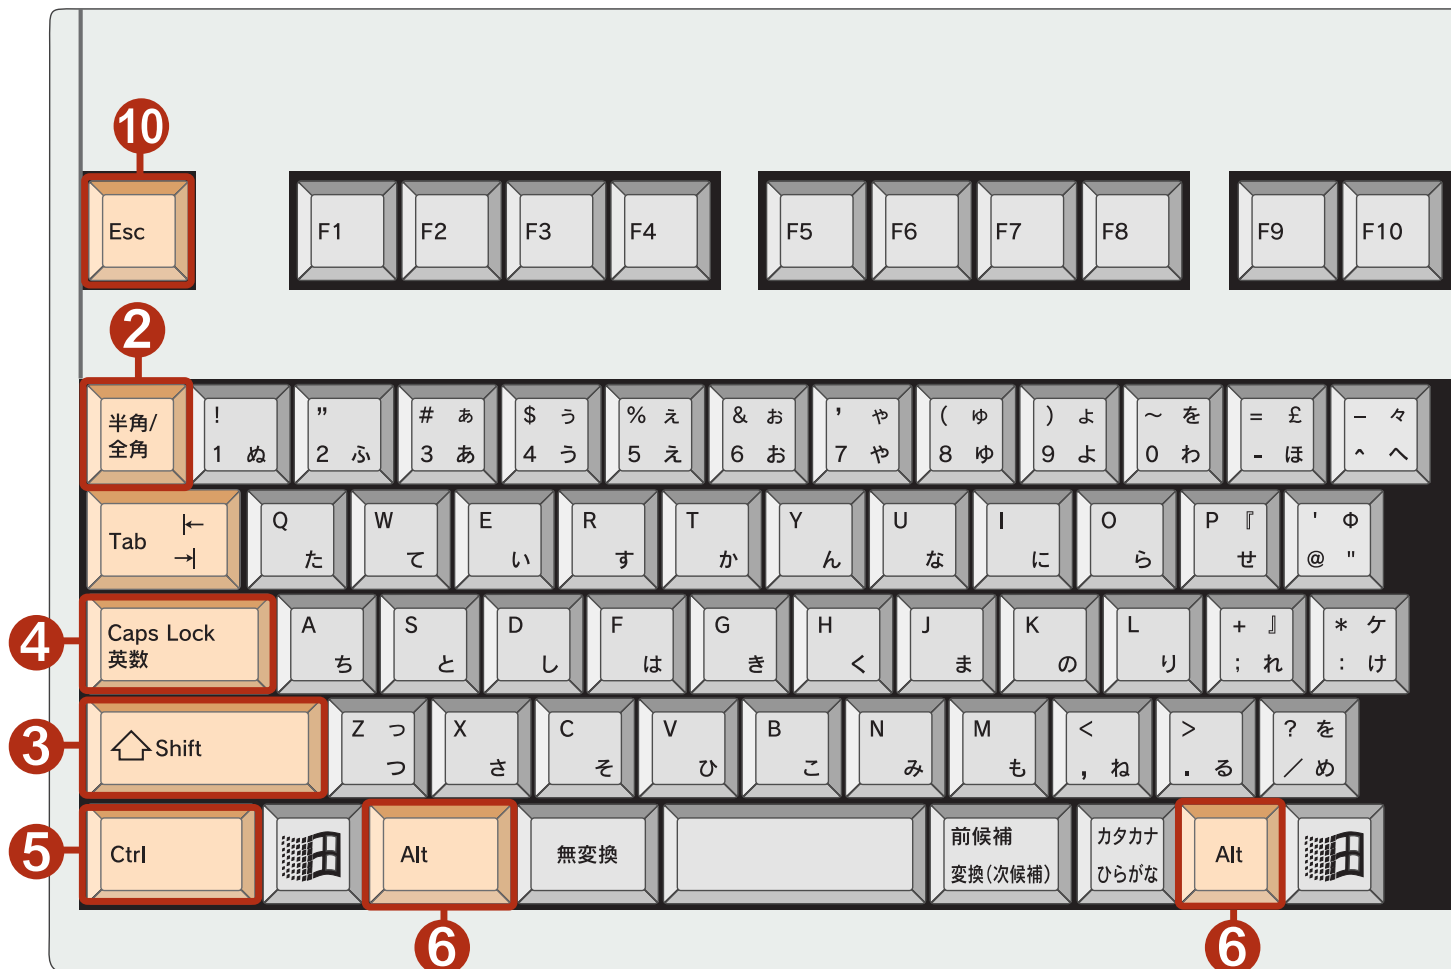 10
Esc F1 F2 F3 F4 F5 F6 F7 F8 F9 F10
2
半角/ ! " # ぁ $ ぅ % ぇ & ぉ ' ゃ ( ゅ ) ょ ～ を = £ － 々
全角 1 ぬ 2 ふ 3 あ 4 う 5 え 6 お 7 や 8 ゆ 9 よ 0 わ - ほ ^ へ
Q W E R T Y U I O P 『 ' Φ
Tab た て い す か ん な に ら せ @ "
4
Caps Lock A S D F G H J K L + 』 * ケ
英数 ち と し は き く ま の り ; れ : け
3
Shift Z っ X C V B N M < > ? を
つ さ そ ひ こ み も , ね . る ／ め
5
Ctrl Alt 無変換 前候補 カタカナ Alt
変換(次候補) ひらがな
6 6